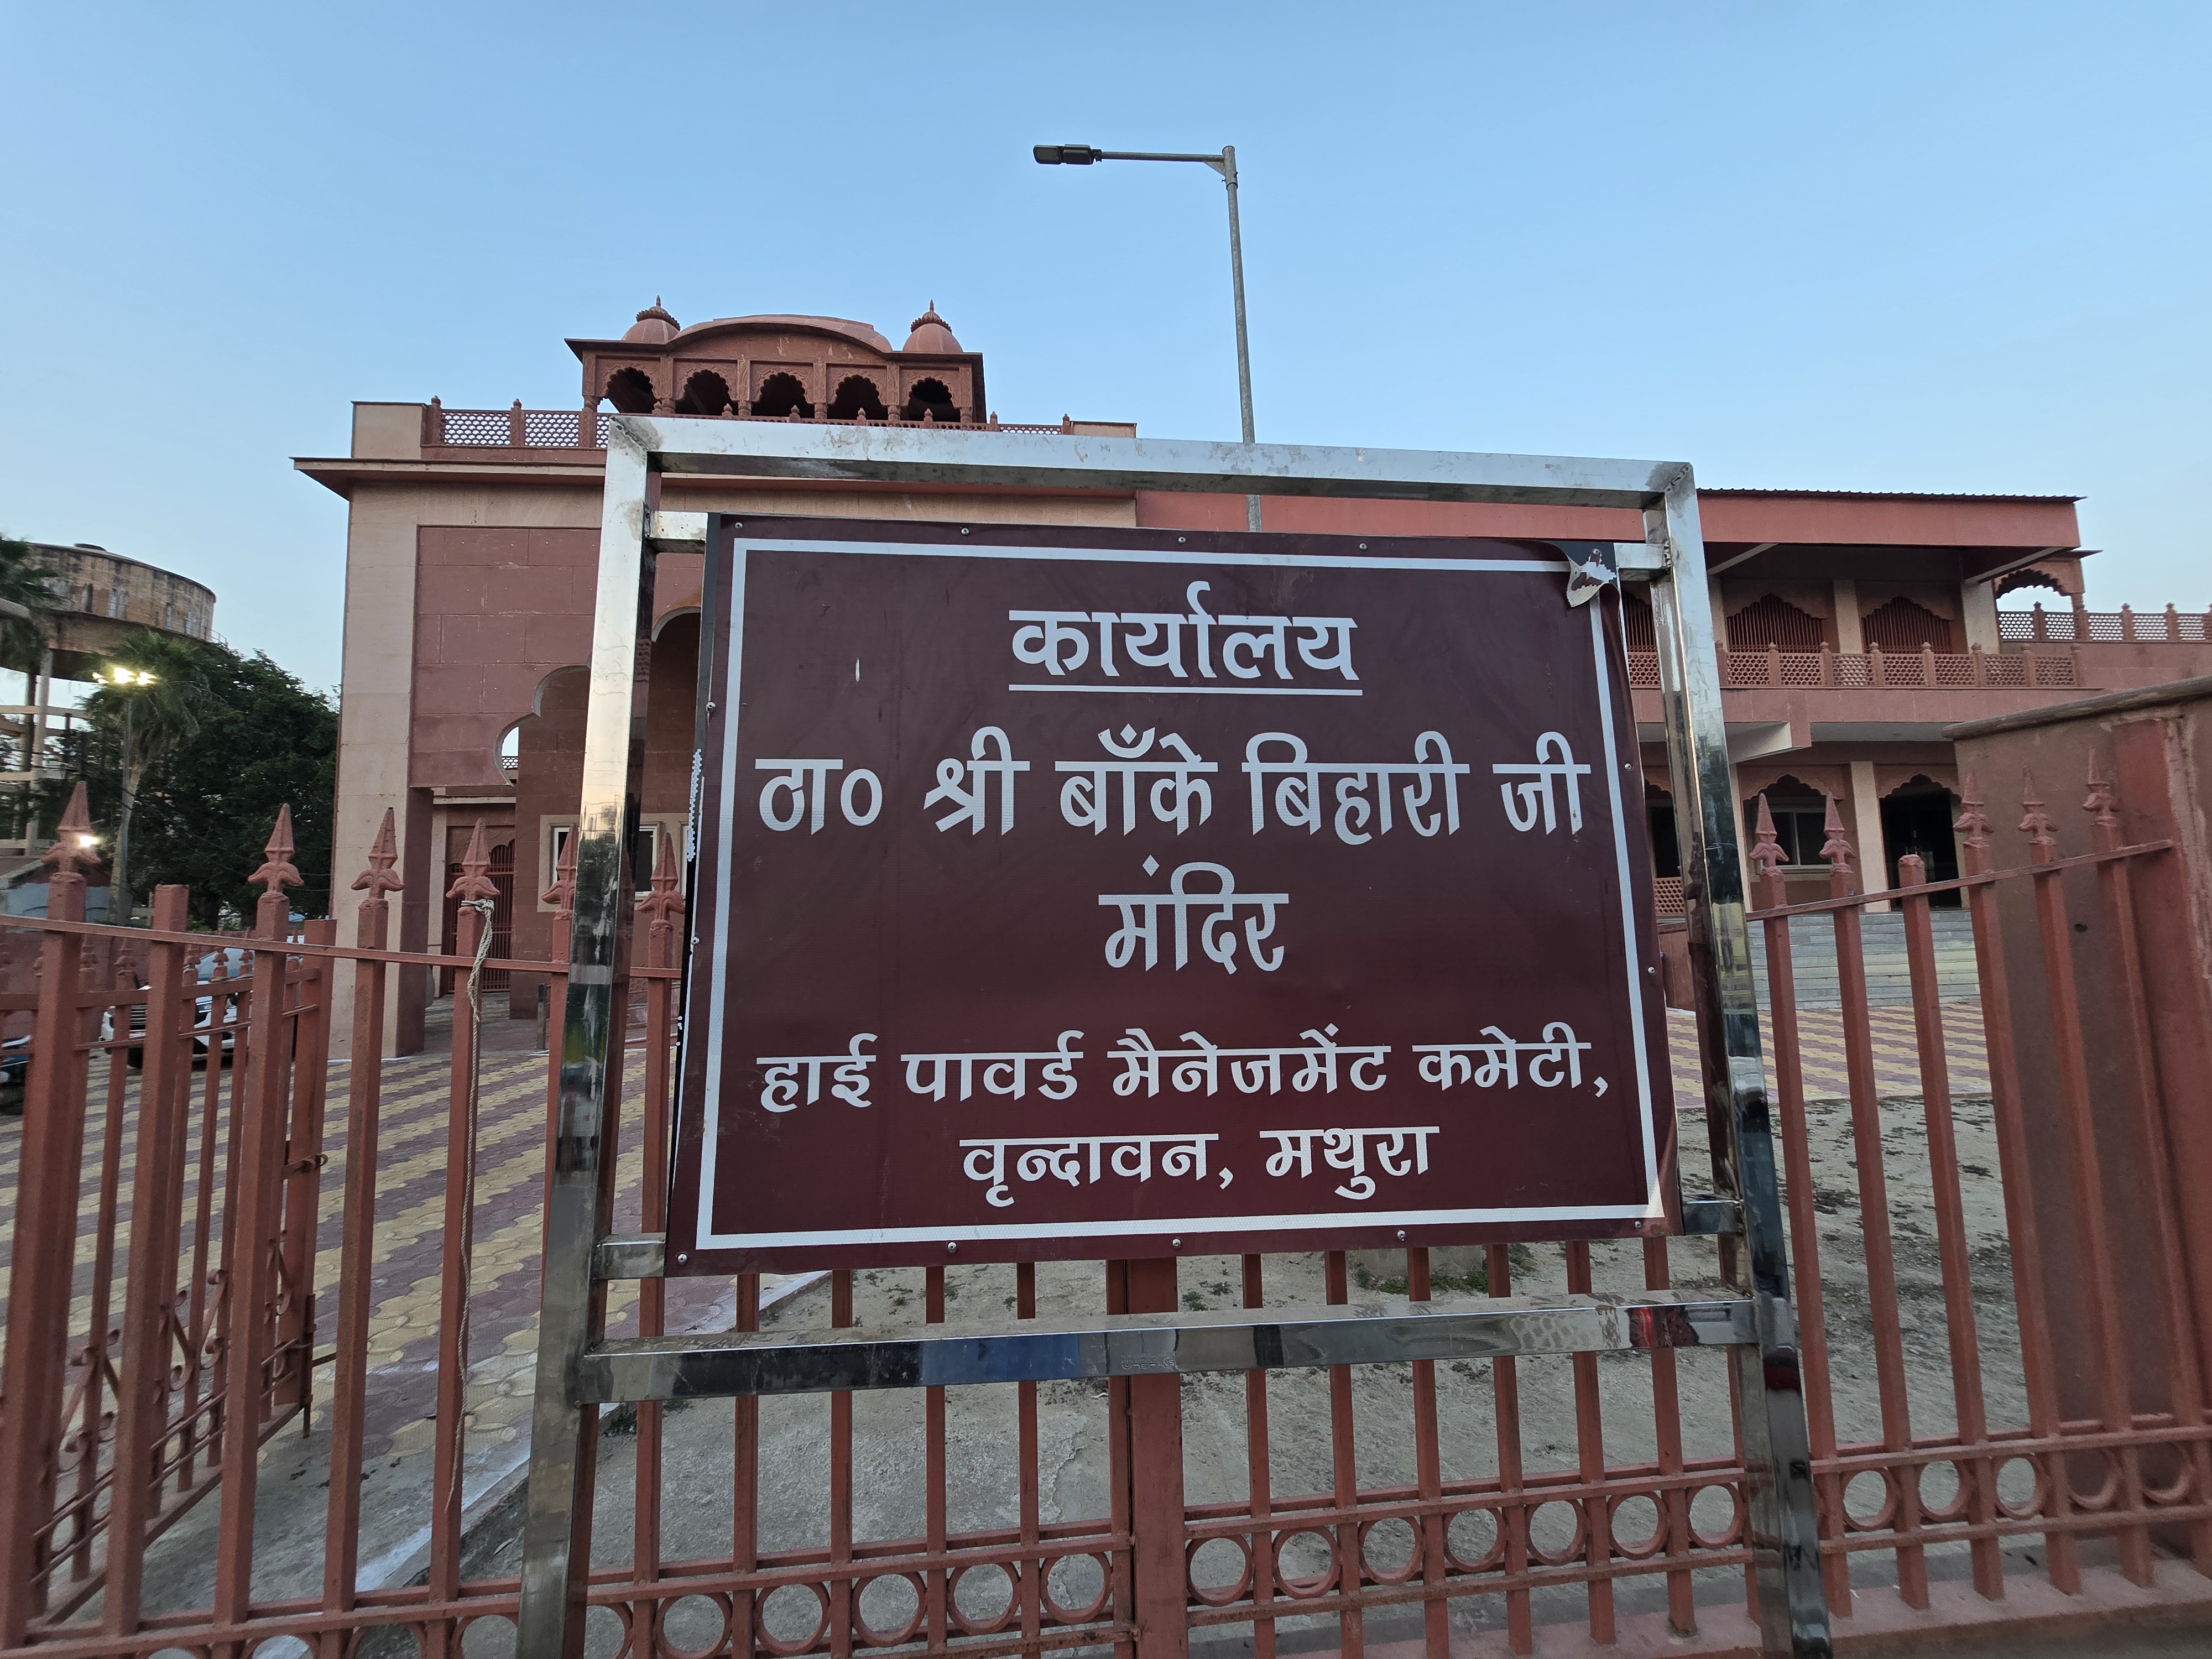 कार्यालय
ठा० श्री बाँके बिहारी जी
मंदिर
हाई पावर्ड मैनेजमेंट कमेटी,
वृन्दावन, मथुरा